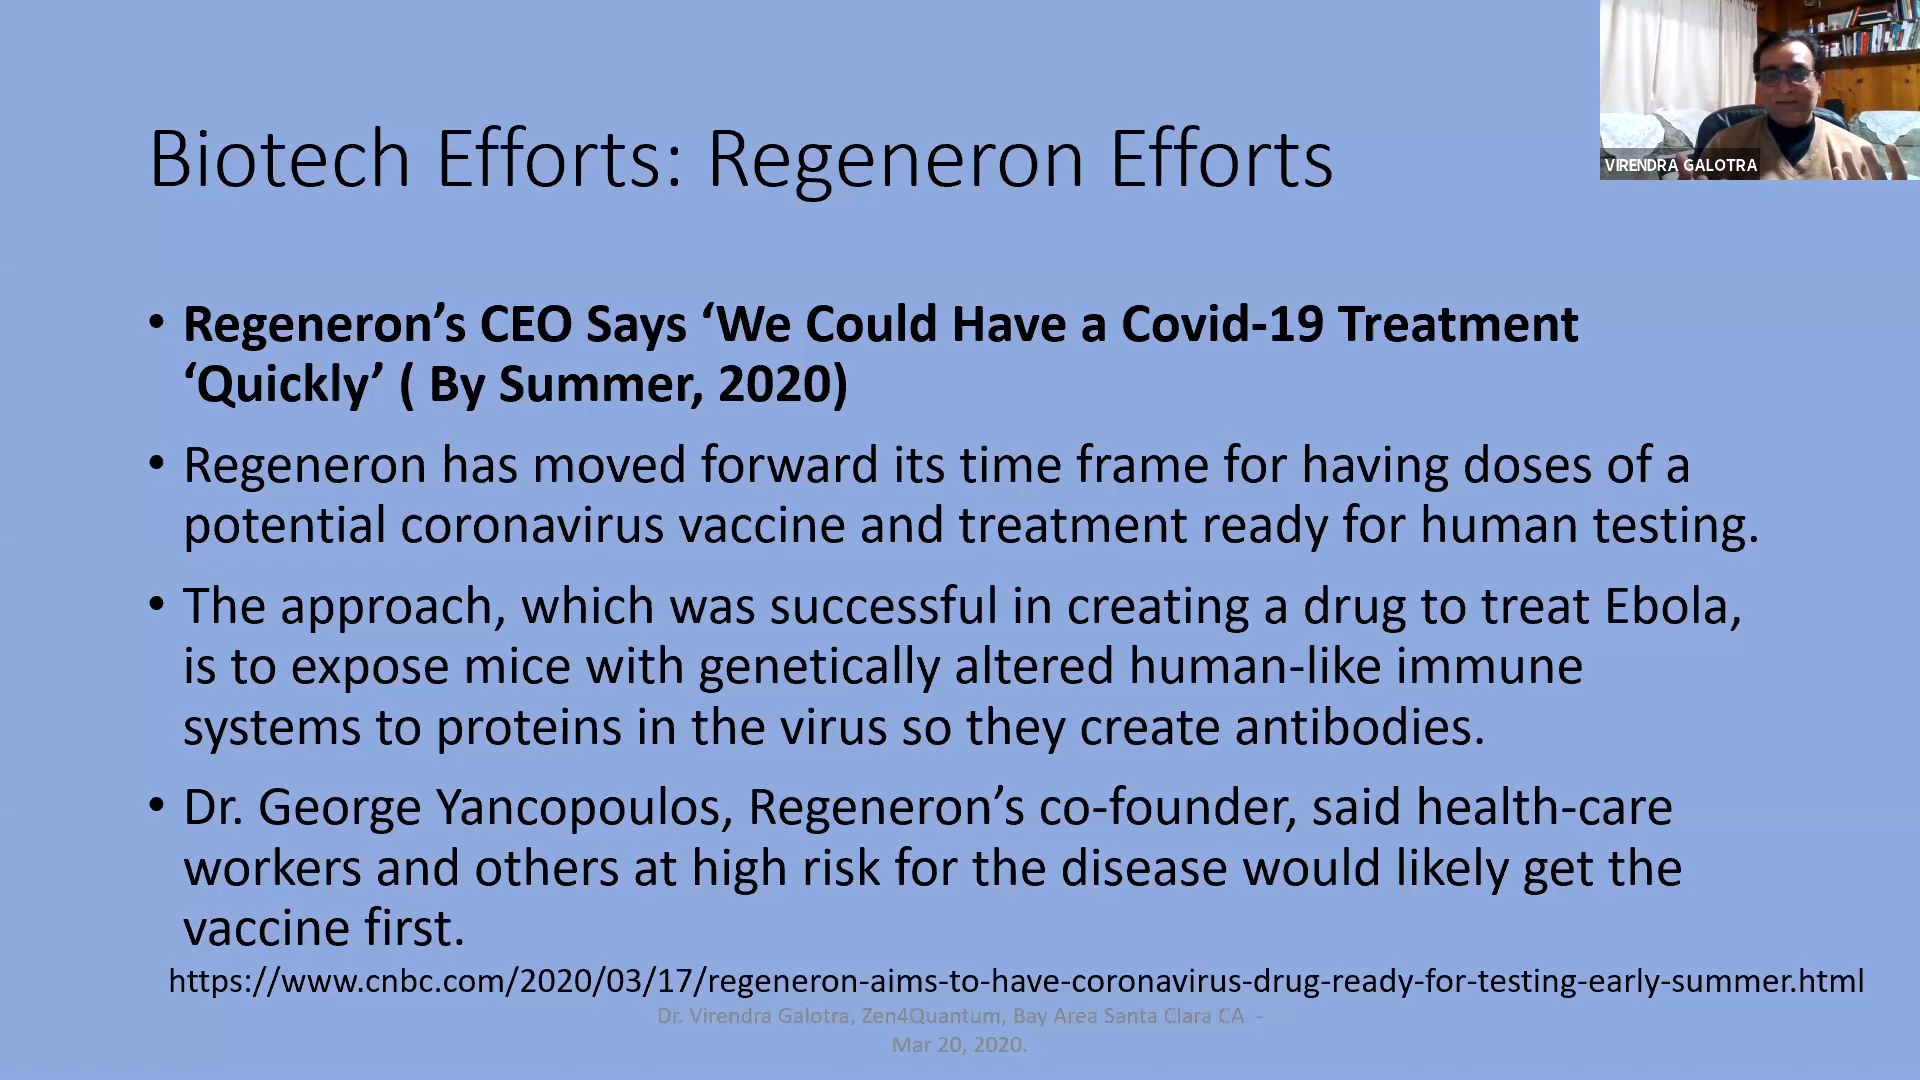 VIRENDRA GALOTRA
Biotech Efforts: Regeneron Efforts
• Regeneron’s CEO Says ‘We Could Have a Covid-19 Treatment
‘Quickly’ ( By Summer, 2020)
• Regeneron has moved forward its time frame for having doses of a
potential coronavirus vaccine and treatment ready for human testing.
• The approach, which was successful in creating a drug to treat Ebola,
is to expose mice with genetically altered human-like immune
systems to proteins in the virus so they create antibodies.
• Dr. George Yancopoulos, Regeneron’s co-founder, said health-care
workers and others at high risk for the disease would likely get the
vaccine first.
https://www.cnbc.com/2020/03/17/regeneron-aims-to-have-coronavirus-drug-ready-for-testing-early-summer.html
Dr. Virendra Galotra, Zen4Quantum, Bay Area Santa Clara CA -
Mar 20, 2020.